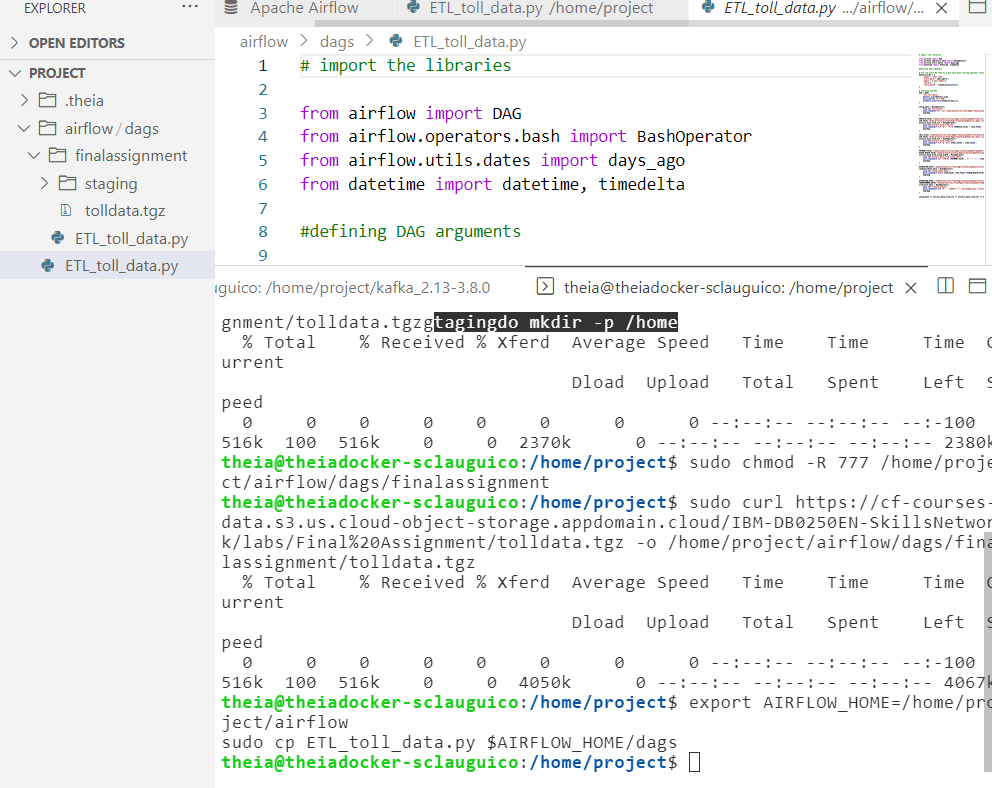 EXPLORER ...
Apache Airflow ETL_toll_data.py /home/project ETL_toll_data.py .../airflow/...
OPEN EDITORS
PROJECT
.theia
airflow / dags
finalassignment
staging
tolldata.tgz
ETL_toll_data.py
ETL_toll_data.py
airflow > dags > ETL_toll_data.py
1 # import the libraries
2
3 from airflow import DAG
4 from airflow.operators.bash import BashOperator
5 from airflow.utils.dates import days_ago
6 from datetime import datetime, timedelta
7
8 #defining DAG arguments
9
uguico: /home/project/kafka_2.13-3.8.0 theia@theiadocker-sclauguico: /home/project
gnment/tolldata.tgzgtagingdo mkdir -p /home
% Total % Received % Xferd Average Speed Time Time Time C
urrent
Dload Upload Total Spent Left S
peed
0 0 0 0 0 0 0 0 --:--:-- --:--:-- --:-100
516k 100 516k 0 0 2370k 0 --:--:-- --:--:-- --:--:-- 2380k
theia@theiadocker-sclauguico:/home/project$ sudo chmod -R 777 /home/proje
ct/airflow/dags/finalassignment
theia@theiadocker-sclauguico:/home/project$ sudo curl https://cf-courses-
data.s3.us.cloud-object-storage.appdomain.cloud/IBM-DB0250EN-SkillsNetwor
k/labs/Final%20Assignment/tolldata.tgz -o /home/project/airflow/dags/fina
lassignment/tolldata.tgz
% Total % Received % Xferd Average Speed Time Time Time C
urrent
Dload Upload Total Spent Left S
peed
0 0 0 0 0 0 0 0 --:--:-- --:--:-- --:-100
516k 100 516k 0 0 4050k 0 --:--:-- --:--:-- --:--:-- 4067k
theia@theiadocker-sclauguico:/home/project$ export AIRFLOW_HOME=/home/pro
ject/airflow
sudo cp ETL_toll_data.py $AIRFLOW_HOME/dags
theia@theiadocker-sclauguico:/home/project$